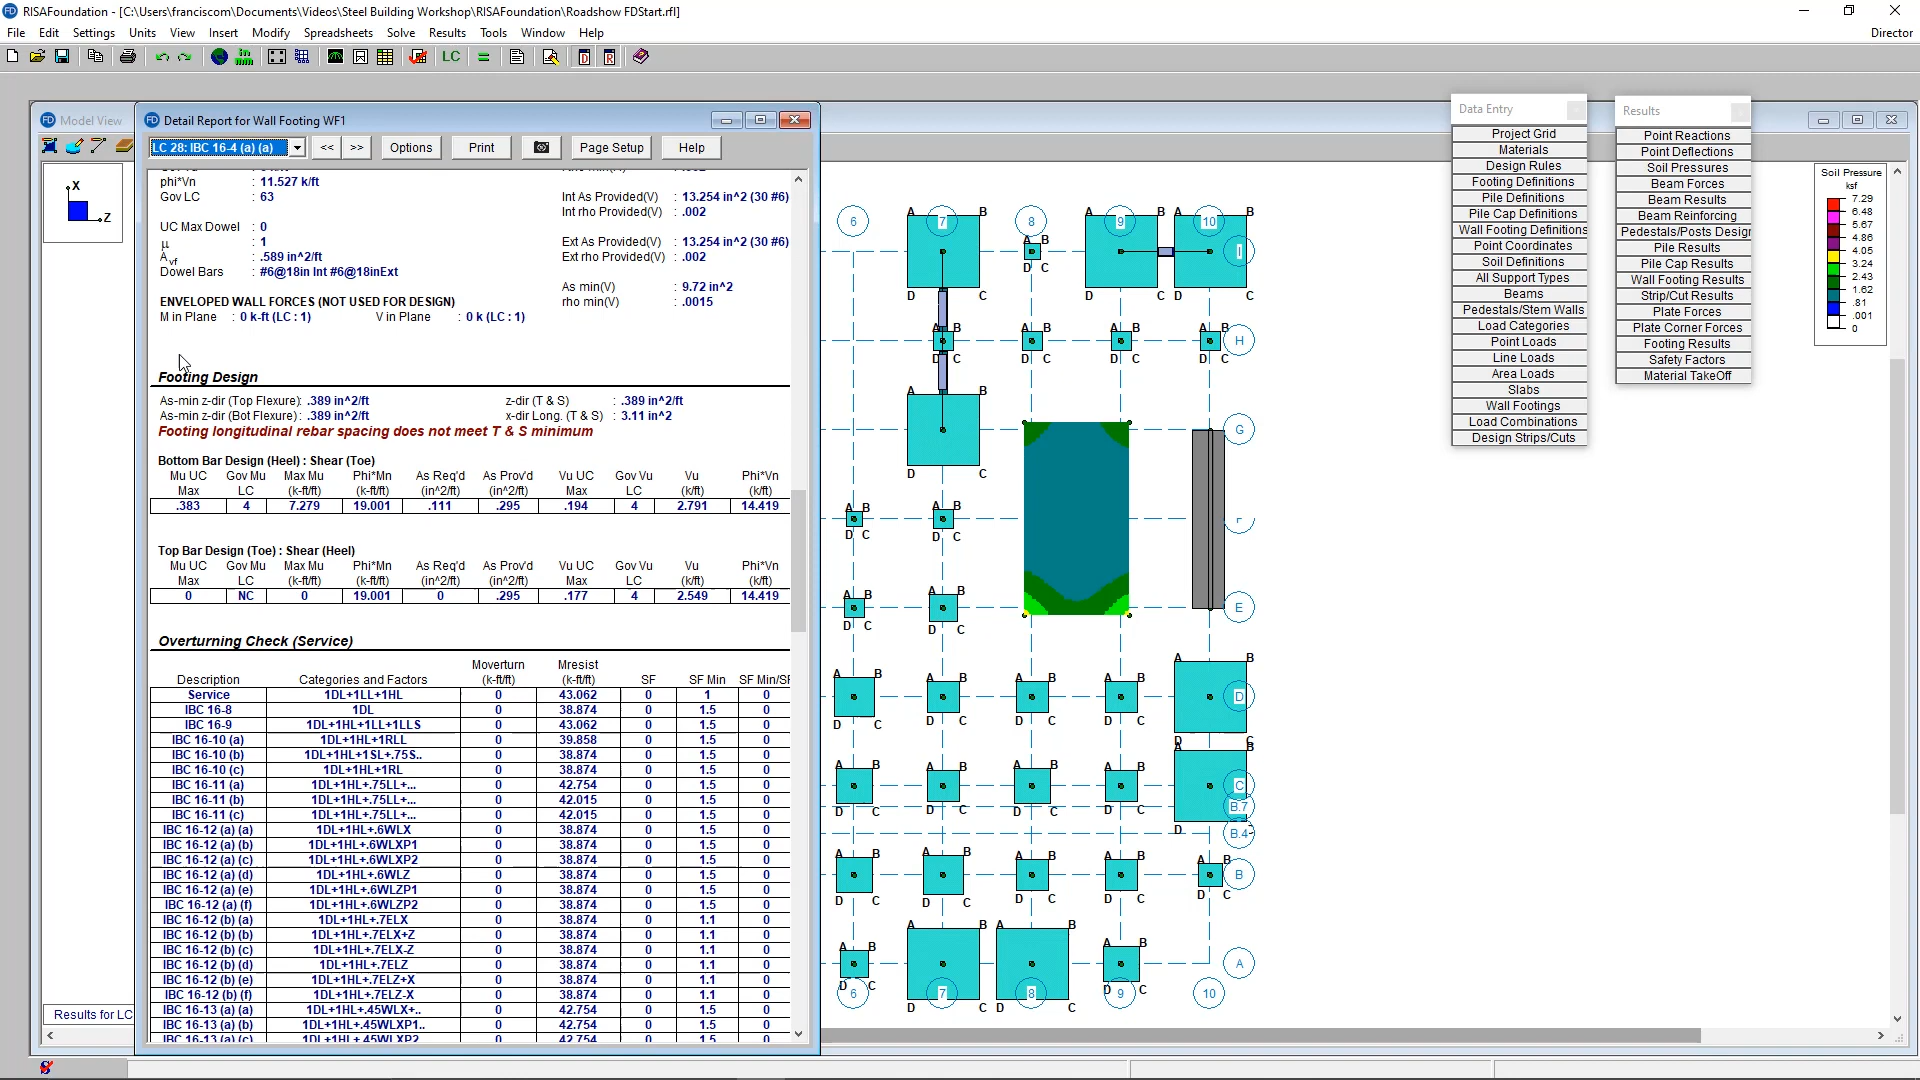 RISAFoundation - [C:\Users\franciscom\Documents\Videos\Steel Building Workshop\RISAFoundation\Roadshow FDStart.rfl]
File Edit Settings Units View Insert Modify Spreadsheets Solve Results Tools Window Help
Director
LC
Model View
Detail Report for Wall Footing WF1
LC 28: IBC 16-4 (a) (a) << >> Options Print Page Setup Help
phi*Vn : 11.527 k/ft
Gov LC : 63
Int As Provided(V) : 13.254 in^2 (30 #6)
Int rho Provided(V) : .002
UC Max Dowel : 0
μ : 1
Avf : .589 in^2/ft
Dowel Bars : #6@18in Int #6@18inExt
Ext As Provided(V) : 13.254 in^2 (30 #6)
Ext rho Provided(V) : .002
As min(V) : 9.72 in^2
rho min(V) : .0015
ENVELOPED WALL FORCES (NOT USED FOR DESIGN)
M in Plane : 0 k-ft (LC : 1) V in Plane : 0 k (LC : 1)
Footing Design
As-min z-dir (Top Flexure): .389 in^2/ft z-dir (T & S) : .389 in^2/ft
As-min z-dir (Bot Flexure) : .389 in^2/ft x-dir Long. (T & S) : 3.11 in^2
Footing longitudinal rebar spacing does not meet T & S minimum
Bottom Bar Design (Heel) : Shear (Toe)
Mu UC Gov Mu Max Mu Phi*Mn As Req'd As Prov'd Vu UC Gov Vu Vu Phi*Vn
Max LC (k-ft/ft) (k-ft/ft) (in^2/ft) (in^2/ft) Max LC (k/ft) (k/ft)
.383 4 7.279 19.001 .111 .295 .194 4 2.791 14.419
Top Bar Design (Toe) : Shear (Heel)
Mu UC Gov Mu Max Mu Phi*Mn As Req'd As Prov'd Vu UC Gov Vu Vu Phi*Vn
Max LC (k-ft/ft) (k-ft/ft) (in^2/ft) (in^2/ft) Max LC (k/ft) (k/ft)
0 NC 0 19.001 0 .295 .177 4 2.549 14.419
Overturning Check (Service)
Moverturn Mresist
Description Categories and Factors (k-ft/ft) (k-ft/ft) SF SF Min SF Min/SF
Service 1DL+1LL+1HL 0 43.062 0 1 0
IBC 16-8 1DL 0 38.874 0 1.5 0
IBC 16-9 1DL+1HL+1LL+1LLS 0 43.062 0 1.5 0
IBC 16-10 (a) 1DL+1HL+1RLL 0 39.858 0 1.5 0
IBC 16-10 (b) 1DL+1HL+1SL+.75S.. 0 38.874 0 1.5 0
IBC 16-10 (c) 1DL+1HL+1RL 0 38.874 0 1.5 0
IBC 16-11 (a) 1DL+1HL+.75LL+... 0 42.754 0 1.5 0
IBC 16-11 (b) 1DL+1HL+.75LL+... 0 42.015 0 1.5 0
IBC 16-11 (c) 1DL+1HL+.75LL+... 0 42.015 0 1.5 0
IBC 16-12 (a) (a) 1DL+1HL+.6WLX 0 38.874 0 1.5 0
IBC 16-12 (a) (b) 1DL+1HL+.6WLXP1 0 38.874 0 1.5 0
IBC 16-12 (a) (c) 1DL+1HL+.6WLXP2 0 38.874 0 1.5 0
IBC 16-12 (a) (d) 1DL+1HL+.6WLZ 0 38.874 0 1.5 0
IBC 16-12 (a) (e) 1DL+1HL+.6WLZP1 0 38.874 0 1.5 0
IBC 16-12 (a) (f) 1DL+1HL+.6WLZP2 0 38.874 0 1.5 0
IBC 16-12 (b) (a) 1DL+1HL+.7ELX 0 38.874 0 1.1 0
IBC 16-12 (b) (b) 1DL+1HL+.7ELX+Z 0 38.874 0 1.1 0
IBC 16-12 (b) (c) 1DL+1HL+.7ELX-Z 0 38.874 0 1.1 0
IBC 16-12 (b) (d) 1DL+1HL+.7ELZ 0 38.874 0 1.1 0
IBC 16-12 (b) (e) 1DL+1HL+.7ELZ+X 0 38.874 0 1.1 0
IBC 16-12 (b) (f) 1DL+1HL+.7ELZ-X 0 38.874 0 1.1 0
IBC 16-13 (a) (a) 1DL+1HL+.45WLX+.. 0 42.754 0 1.5 0
IBC 16-13 (a) (b) 1DL+1HL+.45WLXP1.. 0 42.754 0 1.5 0
IBC 16-13 (a) (c) 1DL+1HL+.45WLXP2 0 42.754 0 1.5 0
Results for LC
X
Z
6 7 8 9 10
I
H
G
F
E
D
C
B.7
B.4
B
A
6 7 8 9 10
Data Entry
Project Grid
Materials
Design Rules
Footing Definitions
Pile Definitions
Pile Cap Definitions
Wall Footing Definitions
Point Coordinates
Soil Definitions
All Support Types
Beams
Pedestals/Stem Walls
Load Categories
Point Loads
Line Loads
Area Loads
Slabs
Wall Footings
Load Combinations
Design Strips/Cuts
Results
Point Reactions
Point Deflections
Soil Pressures
Beam Forces
Beam Results
Beam Reinforcing
Pedestals/Posts Desigr
Pile Results
Pile Cap Results
Wall Footing Results
Strip/Cut Results
Plate Forces
Plate Corner Forces
Footing Results
Safety Factors
Material TakeOff
Soil Pressure
ksf
7.29
6.48
5.67
4.86
4.05
3.24
2.43
1.62
.81
.001
0